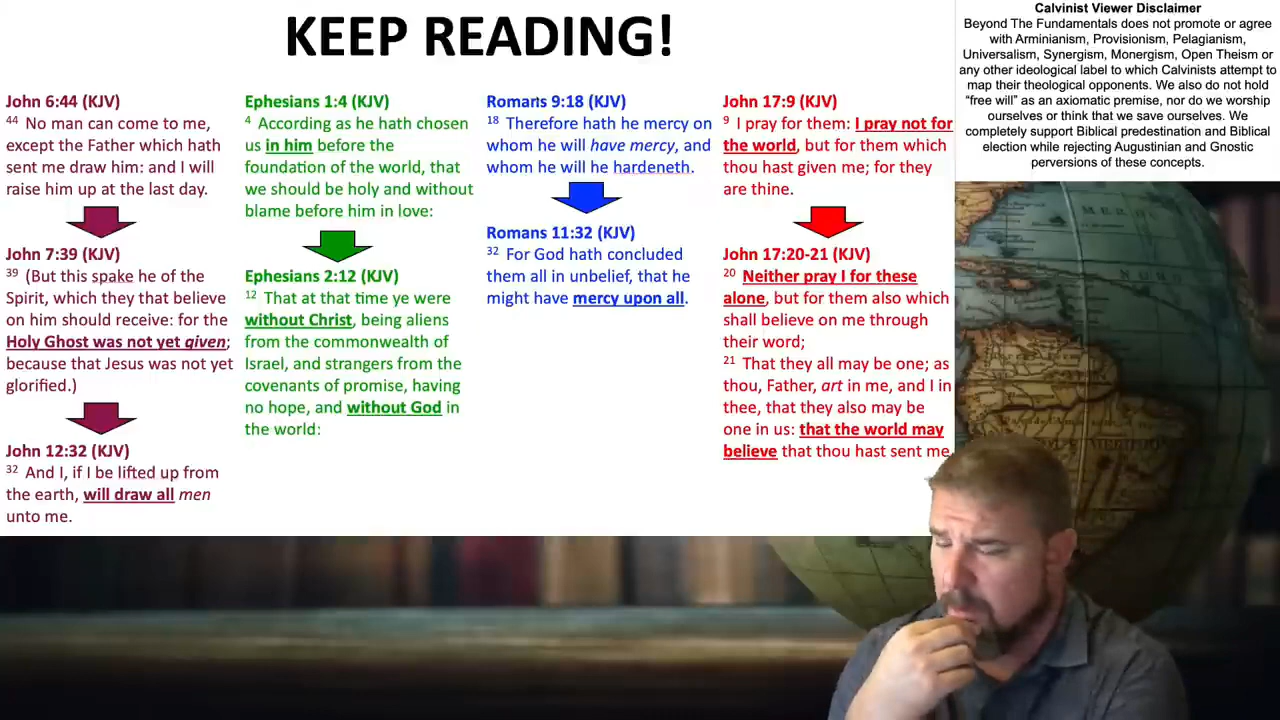 KEEP READING!
John 6:44 (KJV)
44 No man can come to me,
except the Father which hath
sent me draw him: and I will
raise him up at the last day.
John 7:39 (KJV)
39 (But this spake he of the
Spirit, which they that believe
on him should receive: for the
Holy Ghost was not yet given;
because that Jesus was not yet
glorified.)
John 12:32 (KJV)
32 And I, if I be lifted up from
the earth, will draw all men
unto me.
Ephesians 1:4 (KJV)
4 According as he hath chosen
us in him before the
foundation of the world, that
we should be holy and without
blame before him in love:
Ephesians 2:12 (KJV)
12 That at that time ye were
without Christ, being aliens
from the commonwealth of
Israel, and strangers from the
covenants of promise, having
no hope, and without God in
the world:
Romans 9:18 (KJV)
18 Therefore hath he mercy on
whom he will have mercy, and
whom he will he hardeneth.
Romans 11:32 (KJV)
32 For God hath concluded
them all in unbelief, that he
might have mercy upon all.
John 17:9 (KJV)
9 I pray for them: I pray not for
the world, but for them which
thou hast given me; for they
are thine.
John 17:20-21 (KJV)
20 Neither pray I for these
alone, but for them also which
shall believe on me through
their word;
21 That they all may be one; as
thou, Father, art in me, and I in
thee, that they also may be
one in us: that the world may
believe that thou hast sent me
Calvinist Viewer Disclaimer
Beyond The Fundamentals does not promote or agree
with Arminianism, Provisionism, Pelagianism,
Universalism, Synergism, Monergism, Open Theism or
any other ideological label to which Calvinists attempt to
map their theological opponents. We also do not hold
“free will” as an axiomatic premise, nor do we worship
ourselves or think that we save ourselves. We
completely support Biblical predestination and Biblical
election while rejecting Augustinian and Gnostic
perversions of these concepts.